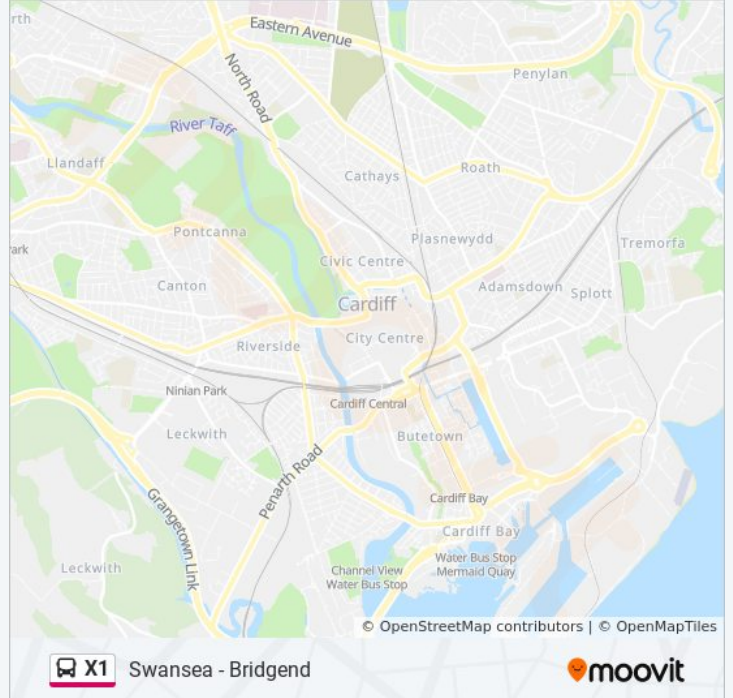 rth
Eastern Avenue
North Road
Penylan
River Taff
Llandaff
Cathays
Roath
Pontcanna
Plasnewydd
ark
Civic Centre
Tremorfa
Canton
Cardiff
Adamsdown
Splott
City Centre
Riverside
Ninian Park
Cardiff Central
Leckwith
Butetown
Penarth Road
Grangetown Link
Cardiff Bay
Cardiff Bay
Leckwith
Channel View
Water Bus Stop
Water Bus Stop
Mermaid Quay
© OpenStreetMap contributors | © OpenMapTiles
X1 Swansea - Bridgend
moovit